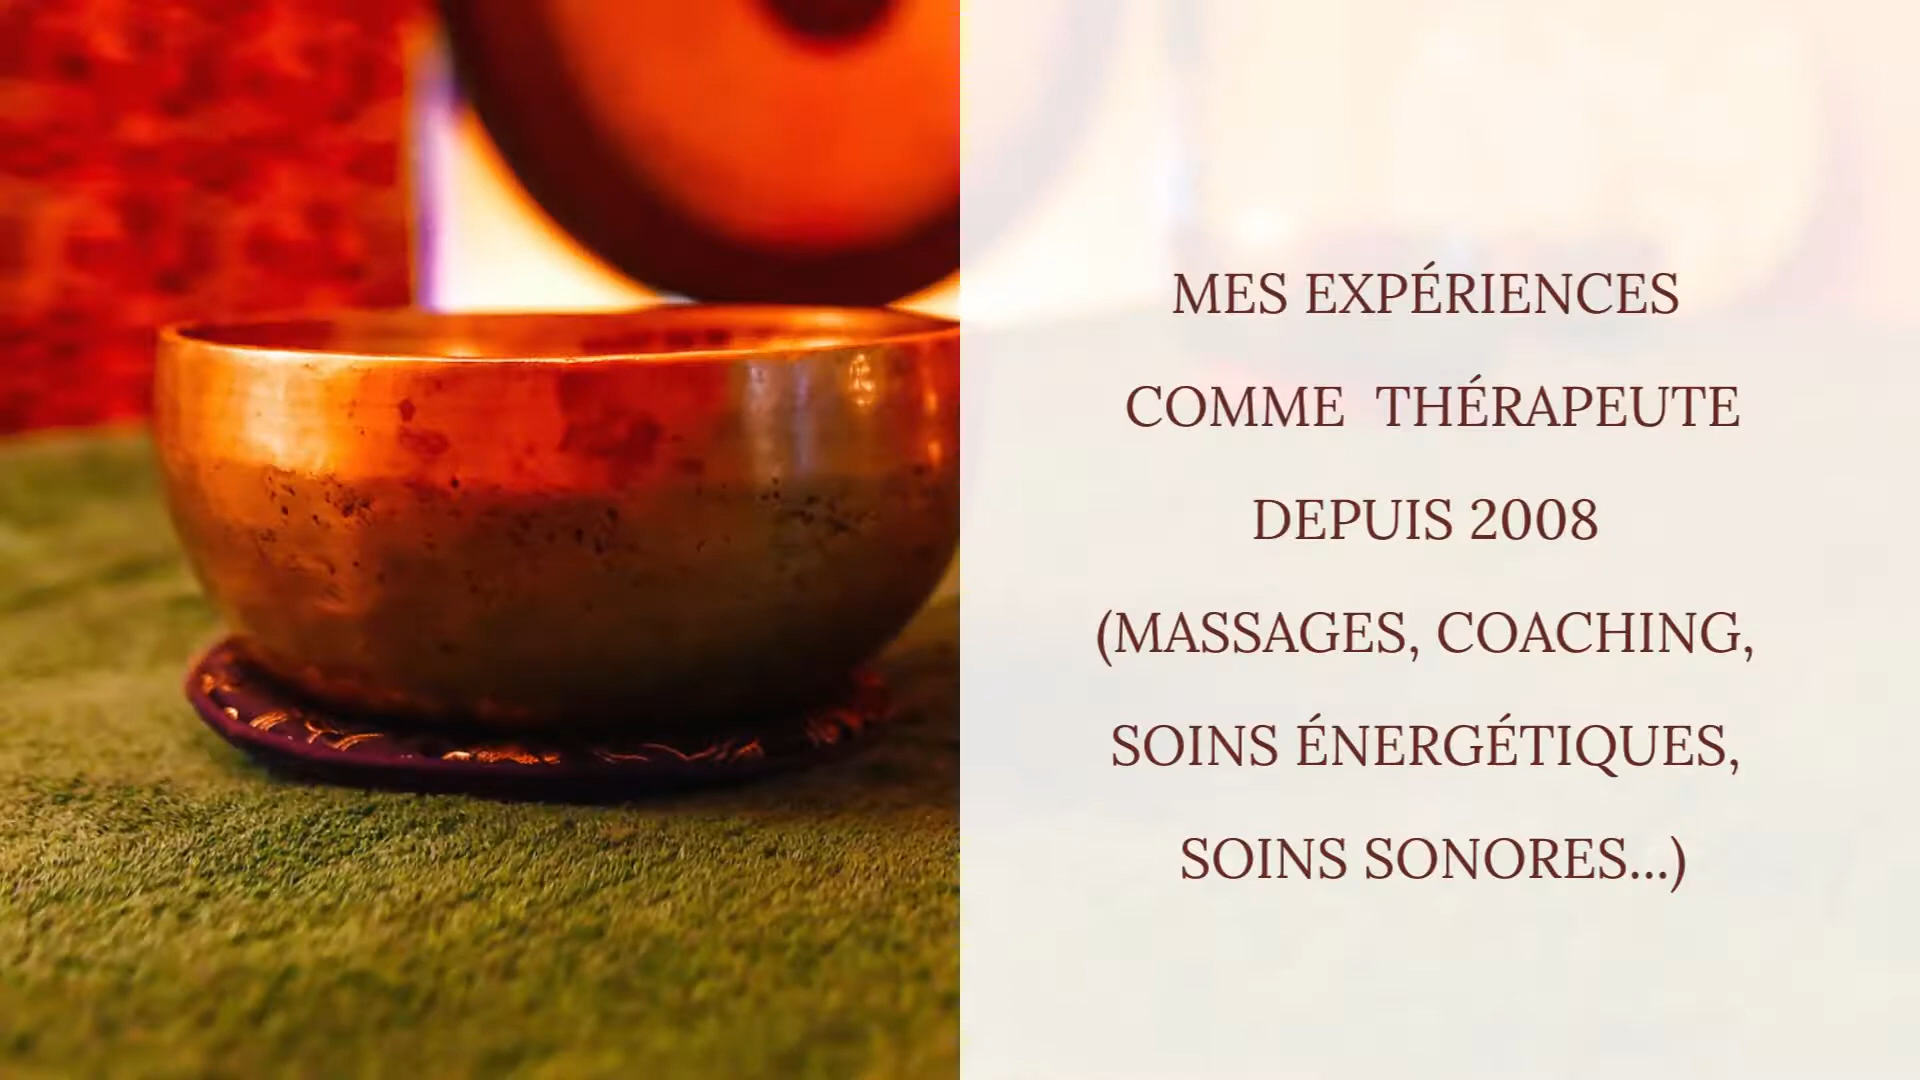 MES EXPÉRIENCES
COMME THÉRAPEUTE
DEPUIS 2008
(MASSAGES, COACHING,
SOINS ÉNERGÉTIQUES,
SOINS SONORES...)